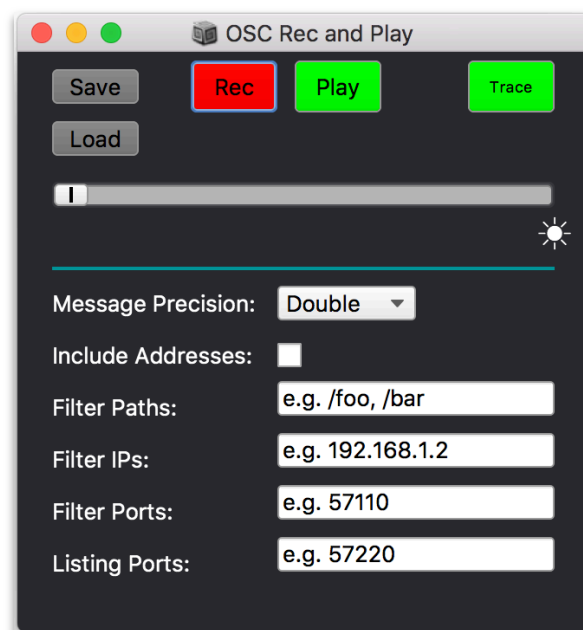 OSC Rec and Play
Save Rec Play Trace
Load
Message Precision: Double
Include Addresses:
Filter Paths: e.g. /foo, /bar
Filter IPs: e.g. 192.168.1.2
Filter Ports: e.g. 57110
Listing Ports: e.g. 57220